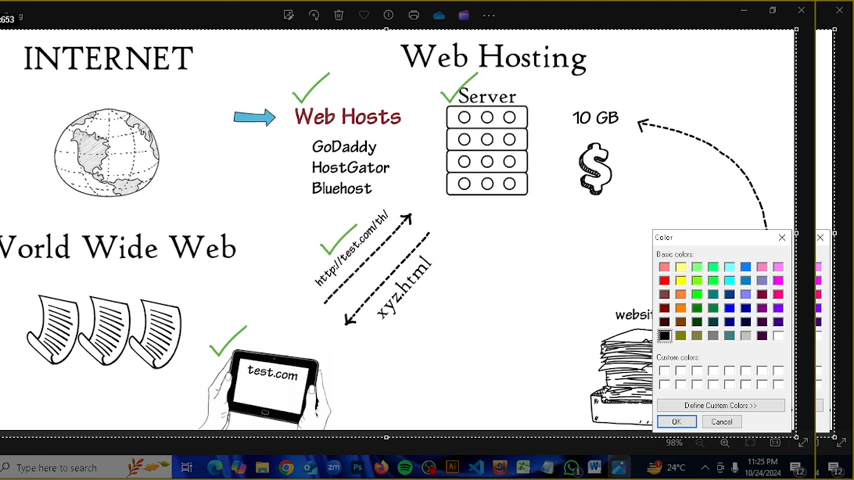 653
INTERNET
Web Hosting
Web Hosts
Server
10 GB
GoDaddy
HostGator
Bluehost
http://test.com/th/
xyz.html
World Wide Web
test.com
Color
Basic colors:
Custom colors:
Define Custom Colors >>
OK
Cancel
98%
Type here to search
zm
24°C
11:25 PM
10/24/2024